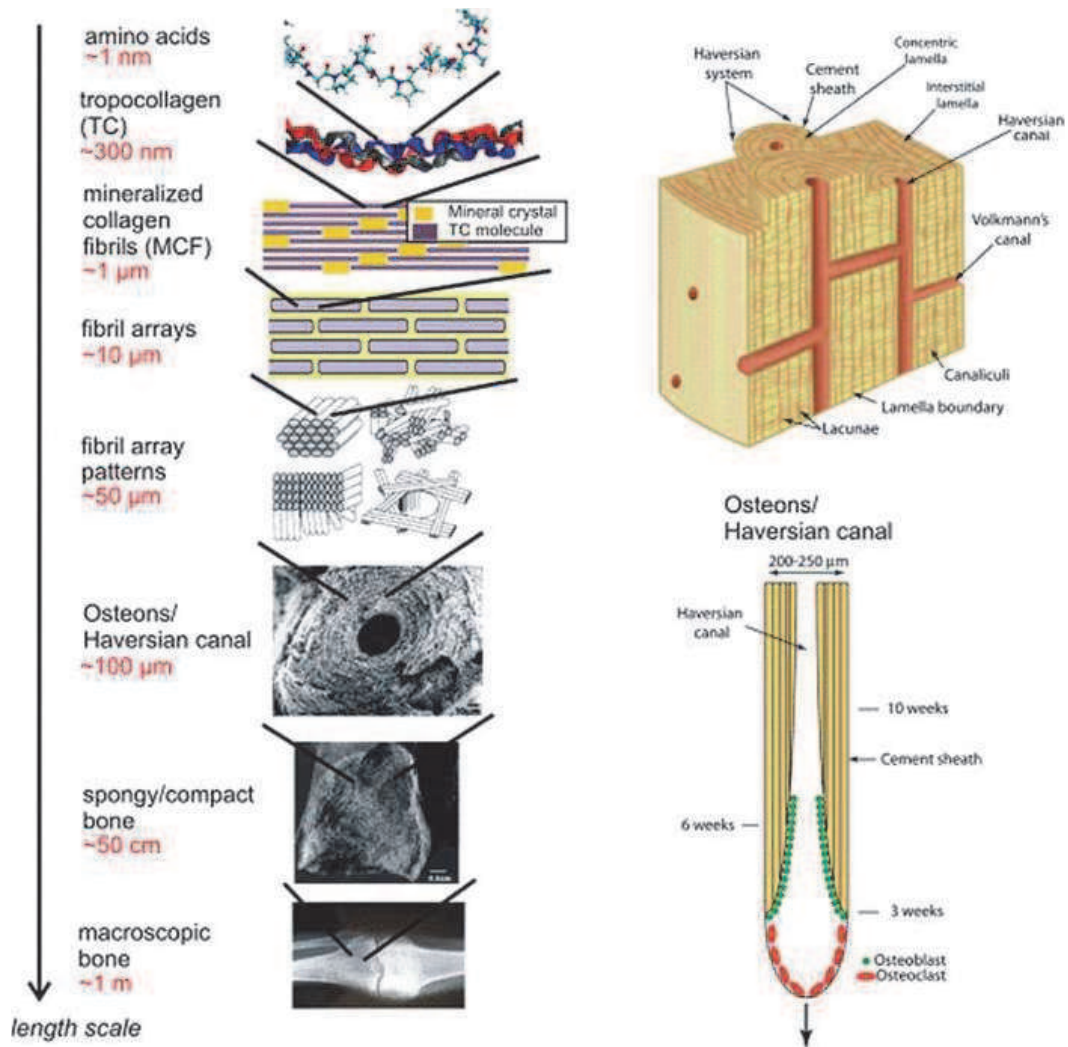 amino acids
~1 nm
tropocollagen
(TC)
~300 nm
mineralized
collagen
fibrils (MCF)
~1 µm
Mineral crystal
TC molecule
fibril arrays
~10 µm
fibril array
patterns
~50 µm
Osteons/
Haversian canal
~100 µm
spongy/compact
bone
~50 cm
macroscopic
bone
~1 m
length scale
Haversian
system
Cement
sheath
Concentric
lamella
Interstitial
lamella
Haversian
canal
Volkmann's
canal
Canaliculi
Lamella boundary
Lacunae
Osteons/
Haversian canal
200-250 µm
Haversian
canal
10 weeks
Cement sheath
6 weeks
3 weeks
Osteoblast
Osteoclast